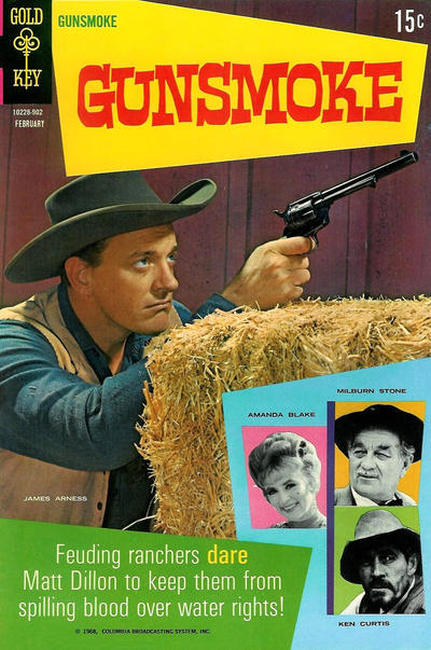 GOLD
KEY
GUNSMOKE
15c
10228-902
FEBRUARY
GUNSMOKE
MILBURN STONE
AMANDA BLAKE
JAMES ARNESS
KEN CURTIS
Feuding ranchers dare
Matt Dillon to keep them from
spilling blood over water rights!
© 1968, COLUMBIA BROADCASTING SYSTEM, INC.